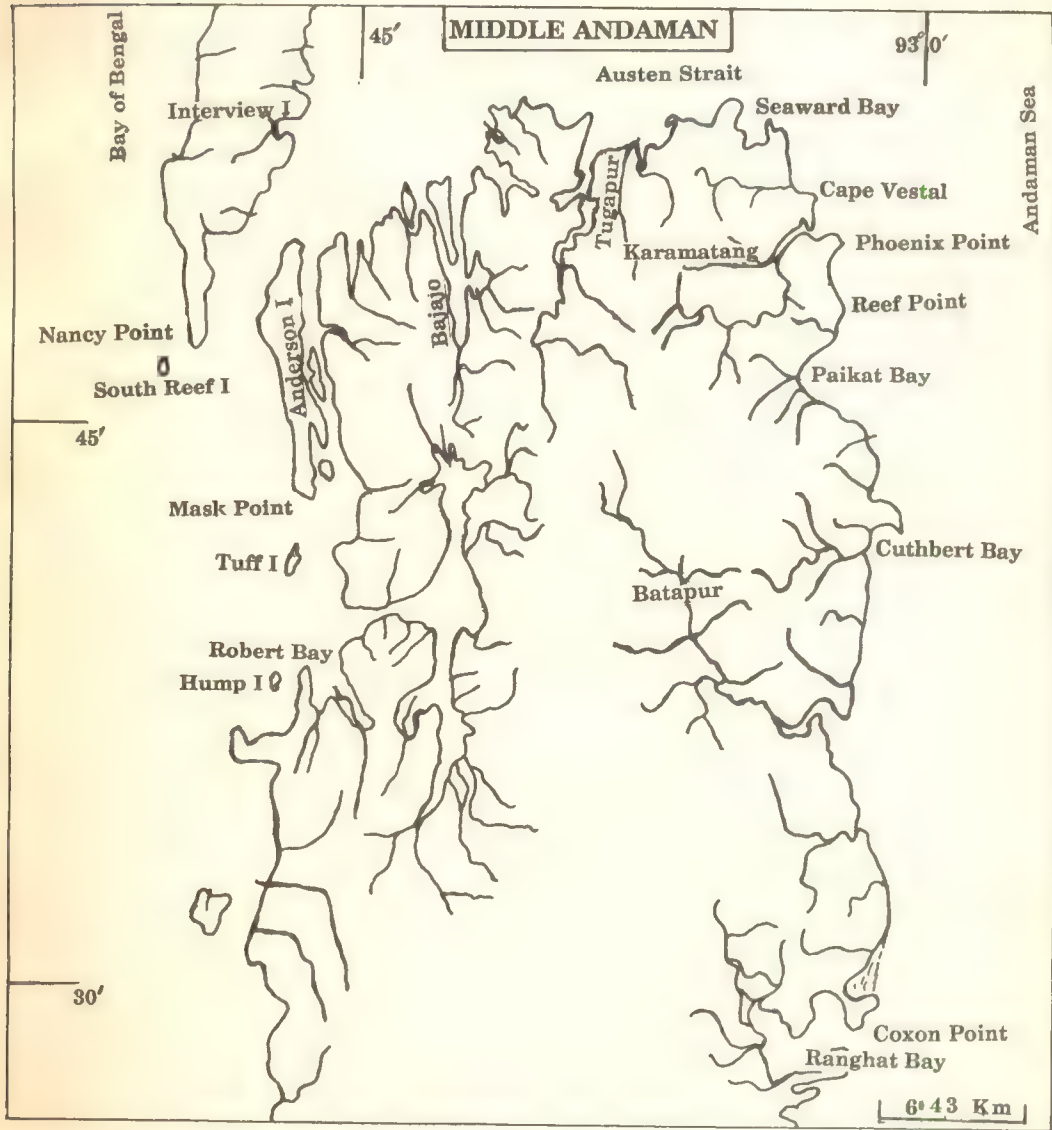 MIDDLE ANDAMAN
45'
93°0'
Bay of Bengal
Austen Strait
Andaman Sea
Interview I
Seaward Bay
Tugapur
Cape Vestal
Karamatang
Phoenix Point
Bajajo
Anderson I
Reef Point
Nancy Point
South Reef I
Paikat Bay
45'
Mask Point
Tuff I
Cuthbert Bay
Batapur
Robert Bay
Hump I
30'
Coxon Point
Ranghat Bay
6·43 Km